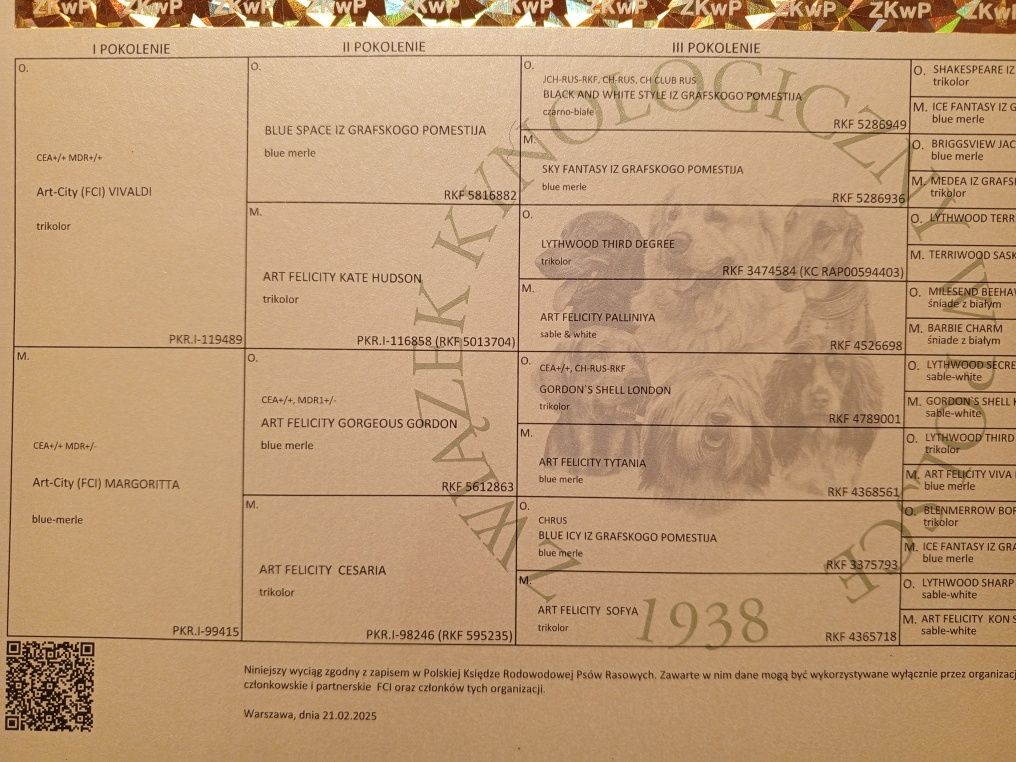 ZKwP ZKwP ZKwP ZKwP ZKwP ZKwP ZKwP ZKwP
I POKOLENIE
II POKOLENIE
III POKOLENIE
O.
CEA+/+ MDR+/+
Art-City (FCI) VIVALDI
trikolor
PKR.I-119489
M.
CEA+/+ MDR+/-
Art-City (FCI) MARGORITTA
blue-merle
PKR.I-99415
O.
BLUE SPACE IZ GRAFSKOGO POMESTIJA
blue merle
RKF 5816882
M.
ART FELICITY KATE HUDSON
trikolor
PKR.I-116858 (RKF 5013704)
O.
CEA+/+, MDR1+/-
ART FELICITY GORGEOUS GORDON
blue merle
RKF 5612863
M.
ART FELICITY CESARIA
trikolor
PKR.I-98246 (RKF 595235)
O.
JCH-RUS-RKF, CH-RUS, CH CLUB RUS
BLACK AND WHITE STYLE IZ GRAFSKOGO POMESTIJA
czarno-białe
RKF 5286949
M.
SKY FANTASY IZ GRAFSKOGO POMESTIJA
blue merle
RKF 5286936
O.
LYTHWOOD THIRD DEGREE
trikolor
RKF 3474584 (KC RAP00594403)
M.
ART FELICITY PALLINIYA
sable & white
RKF 4526698
O.
CEA+/+, CH-RUS-RKF
GORDON`S SHELL LONDON
trikolor
RKF 4789001
M.
ART FELICITY TYTANIA
blue merle
RKF 4368561
O.
CHRUS
BLUE ICY IZ GRAFSKOGO POMESTIJA
blue merle
RKF 3375793
M.
ART FELICITY SOFYA
trikolor
RKF 4365718
O. SHAKESPEARE IZ
trikolor
M. ICE FANTASY IZ G
blue merle
O. BRIGGSVIEW JAC
blue merle
M. MEDEA IZ GRAFS
trikolor
O. LYTHWOOD TERR
M. TERRIWOOD SASK
O. MILESEND BEEHA
śniade z białym
M. BARBIE CHARM
śniade z białym
O. LYTHWOOD SECRE
sable-white
M. GORDON`S SHELL
sable-white
O. LYTHWOOD THIRD
trikolor
M. ART FELICITY VIVA
blue merle
O. BLENMERROW BO
trikolor
M. ICE FANTASY IZ GRA
blue merle
O. LYTHWOOD SHARP
sable-white
M. ART FELICITY KON S
sable-white
ZWIĄZEK KYNOLOGICZNY W POLSCE
1938
Niniejszy wyciąg zgodny z zapisem w Polskiej Księdze Rodowodowej Psów Rasowych. Zawarte w nim dane mogą być wykorzystywane wyłącznie przez organizacj
członkowskie i partnerskie FCI oraz członków tych organizacji.
Warszawa, dnia 21.02.2025